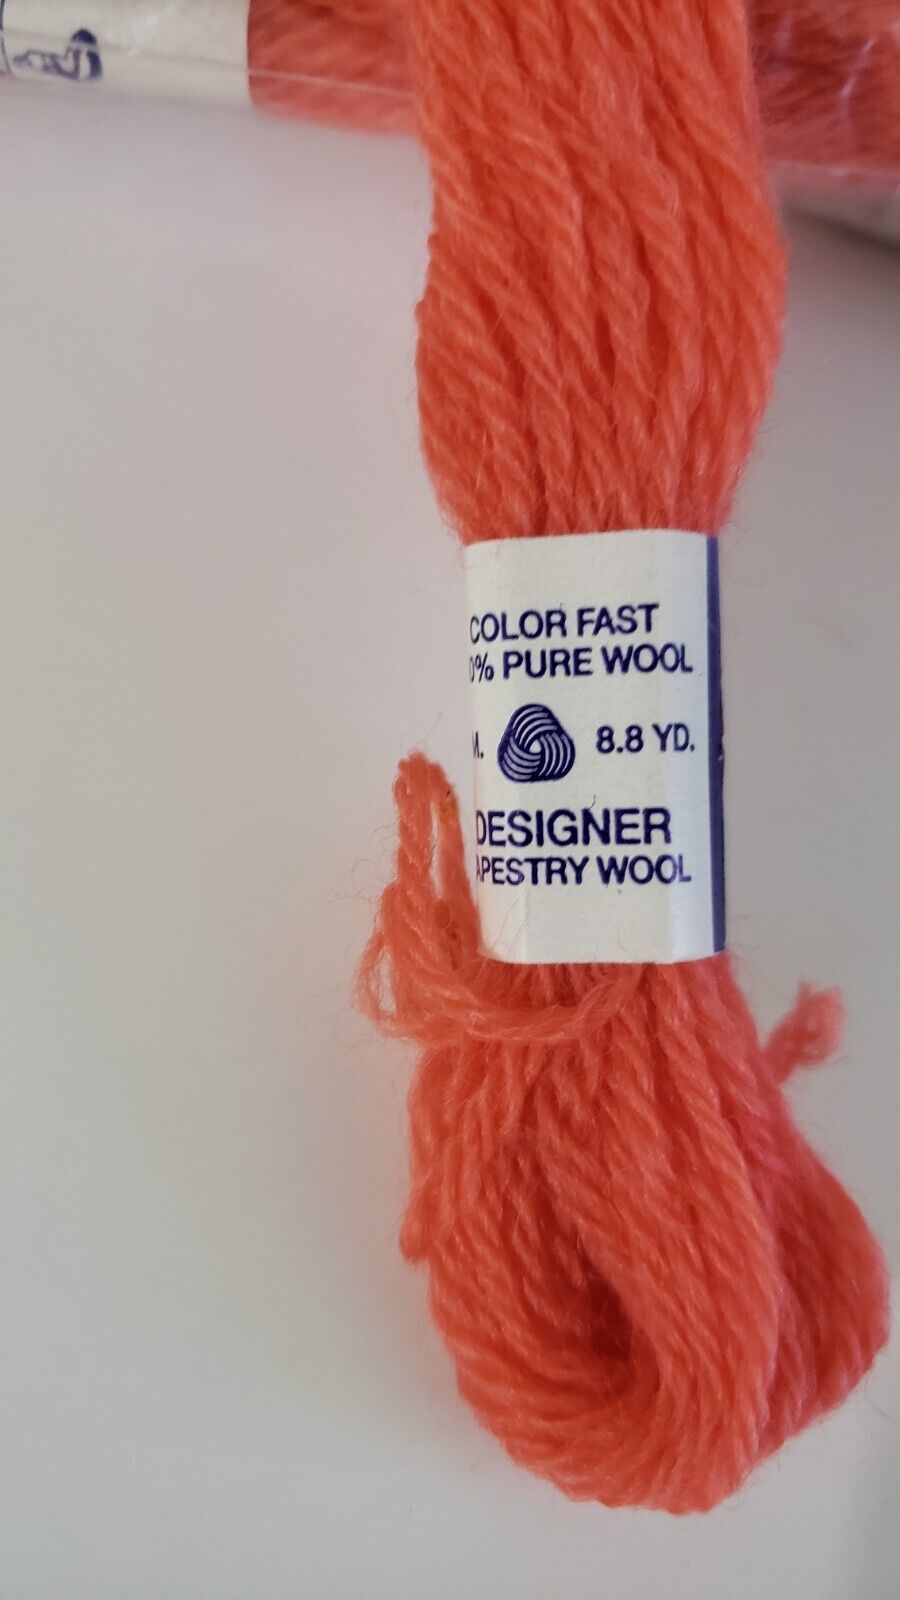 COLOR FAST
0% PURE WOOL
M. 8.8 YD.
DESIGNER
APESTRY WOOL